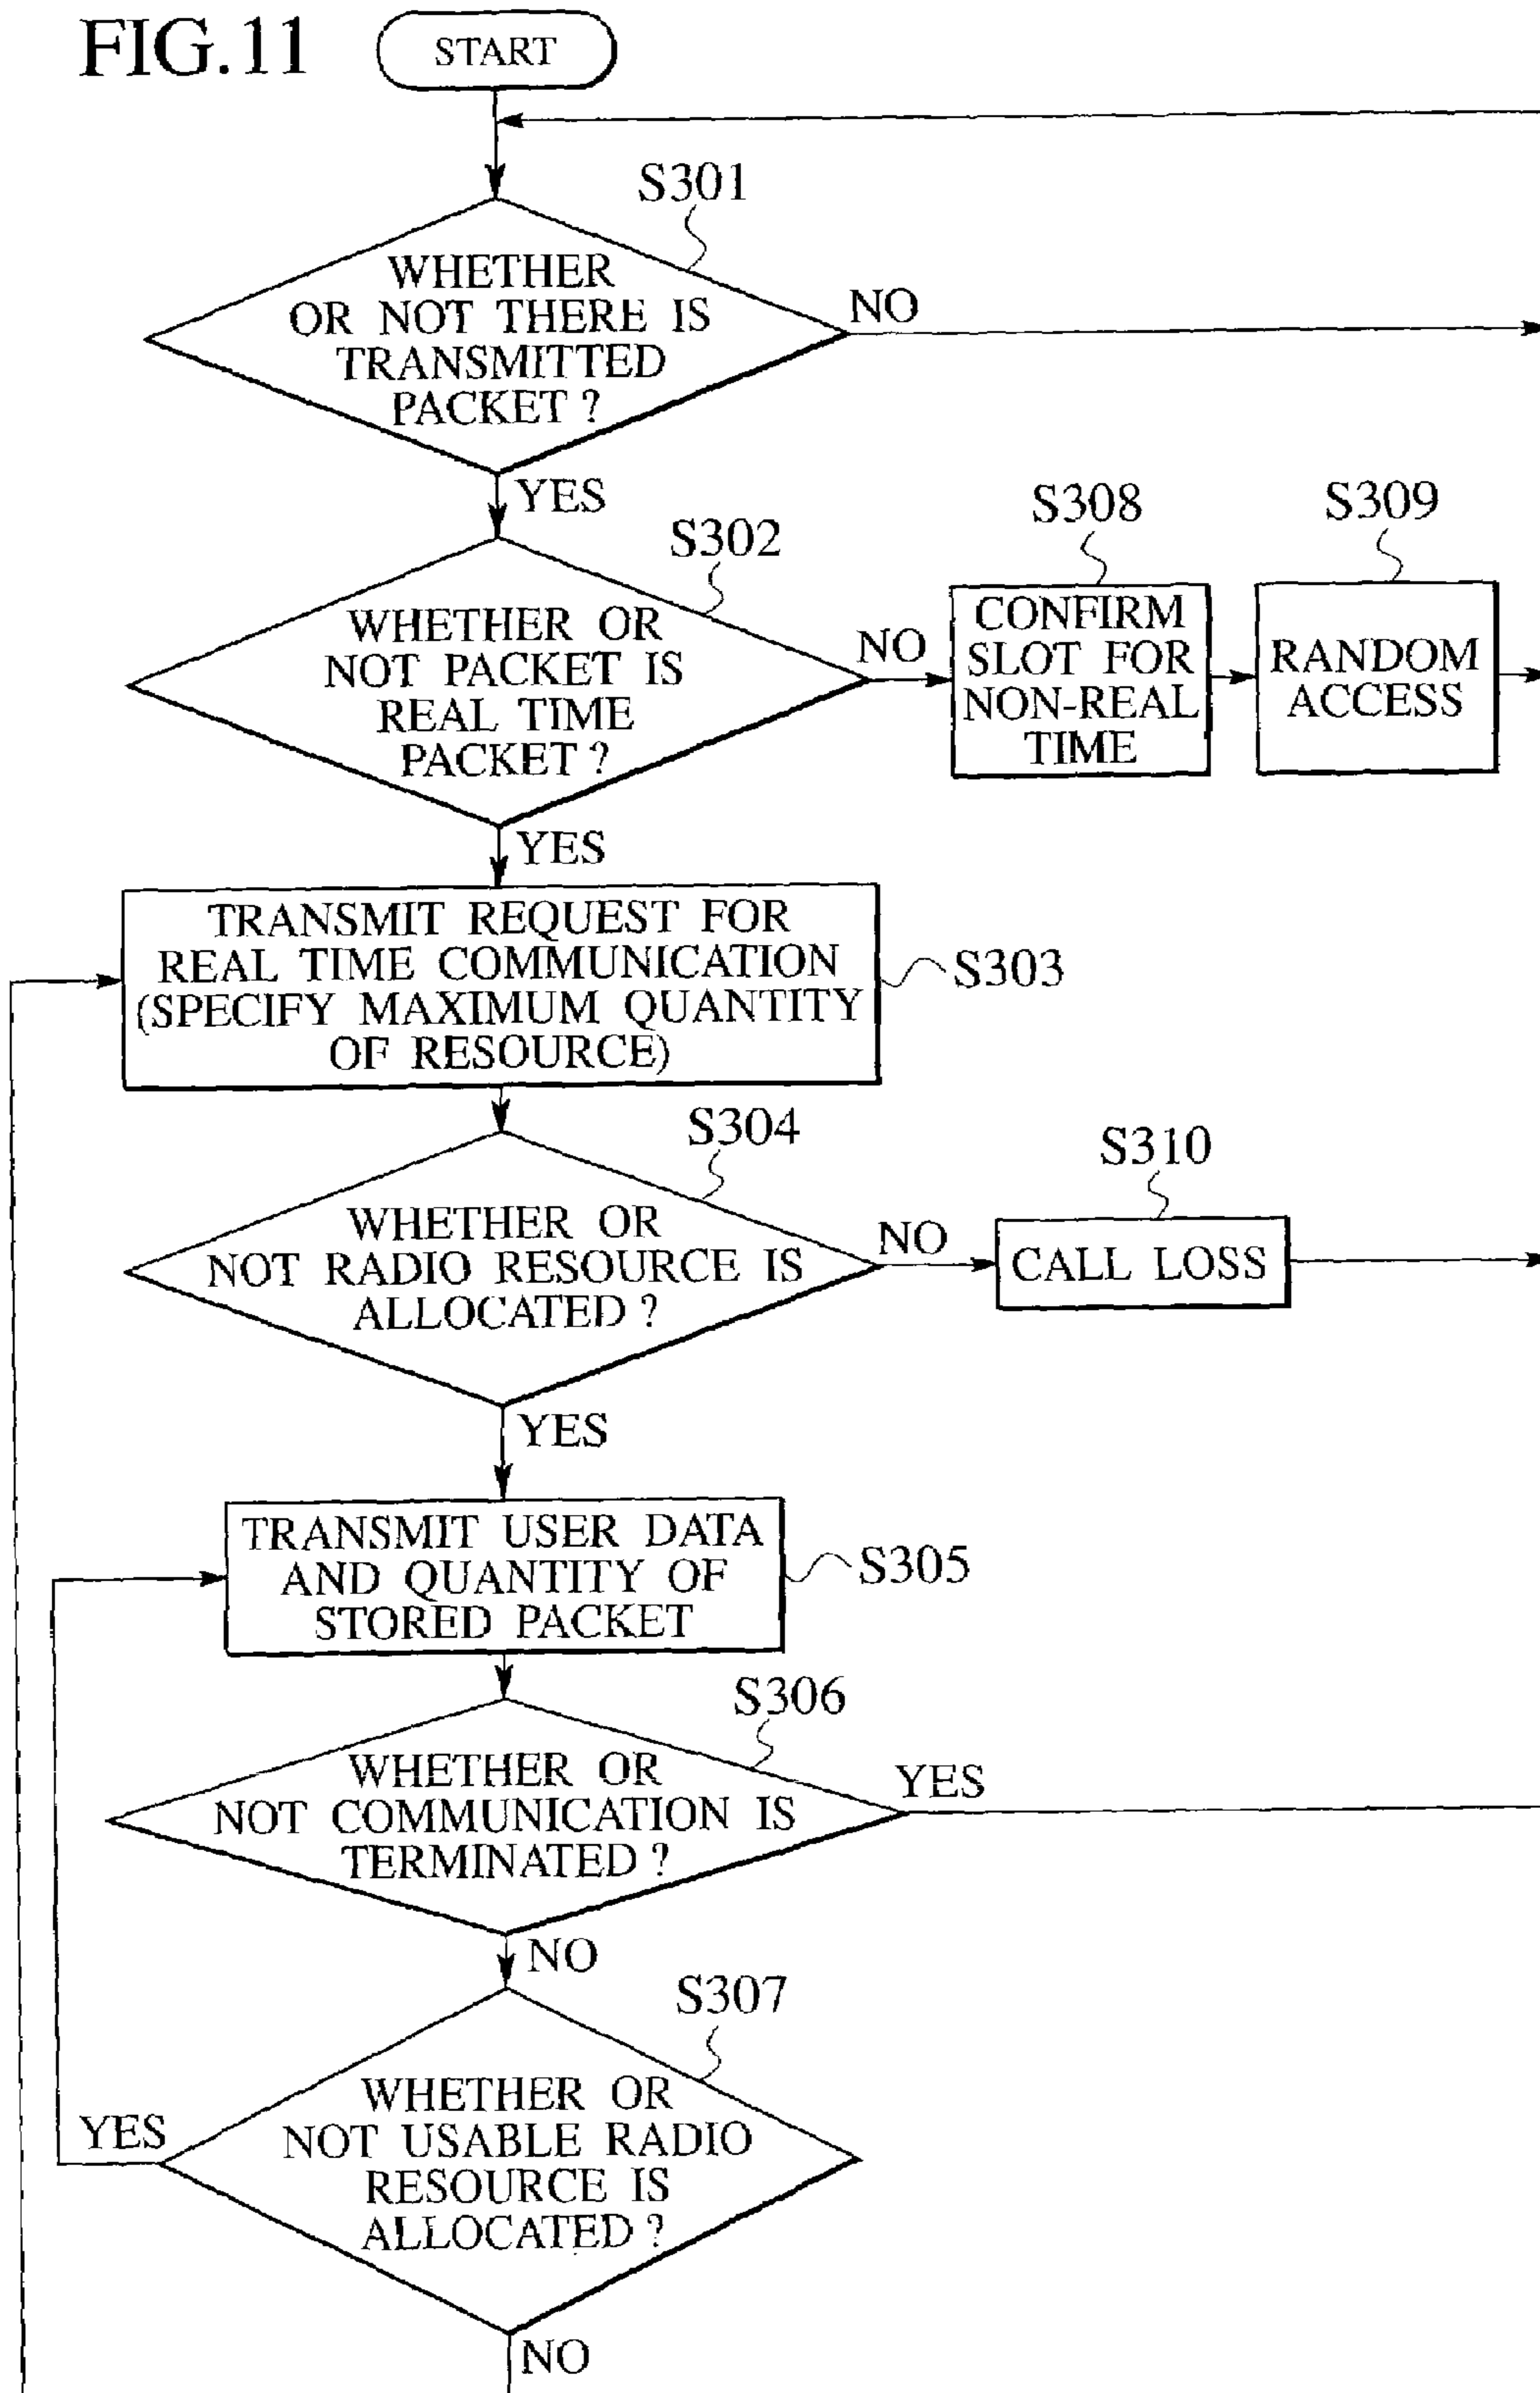 FIG.11
START
S301
WHETHER
OR NOT THERE IS
TRANSMITTED
PACKET ?
NO
YES
S302
WHETHER OR
NOT PACKET IS
REAL TIME
PACKET ?
NO
S308
CONFIRM
SLOT FOR
NON-REAL
TIME
S309
RANDOM
ACCESS
YES
TRANSMIT REQUEST FOR
REAL TIME COMMUNICATION
(SPECIFY MAXIMUM QUANTITY
OF RESOURCE)
S303
S304
WHETHER OR
NOT RADIO RESOURCE IS
ALLOCATED ?
NO
S310
CALL LOSS
YES
TRANSMIT USER DATA
AND QUANTITY OF
STORED PACKET
S305
S306
WHETHER OR
NOT COMMUNICATION IS
TERMINATED ?
YES
NO
S307
WHETHER OR
NOT USABLE RADIO
RESOURCE IS
ALLOCATED ?
YES
NO